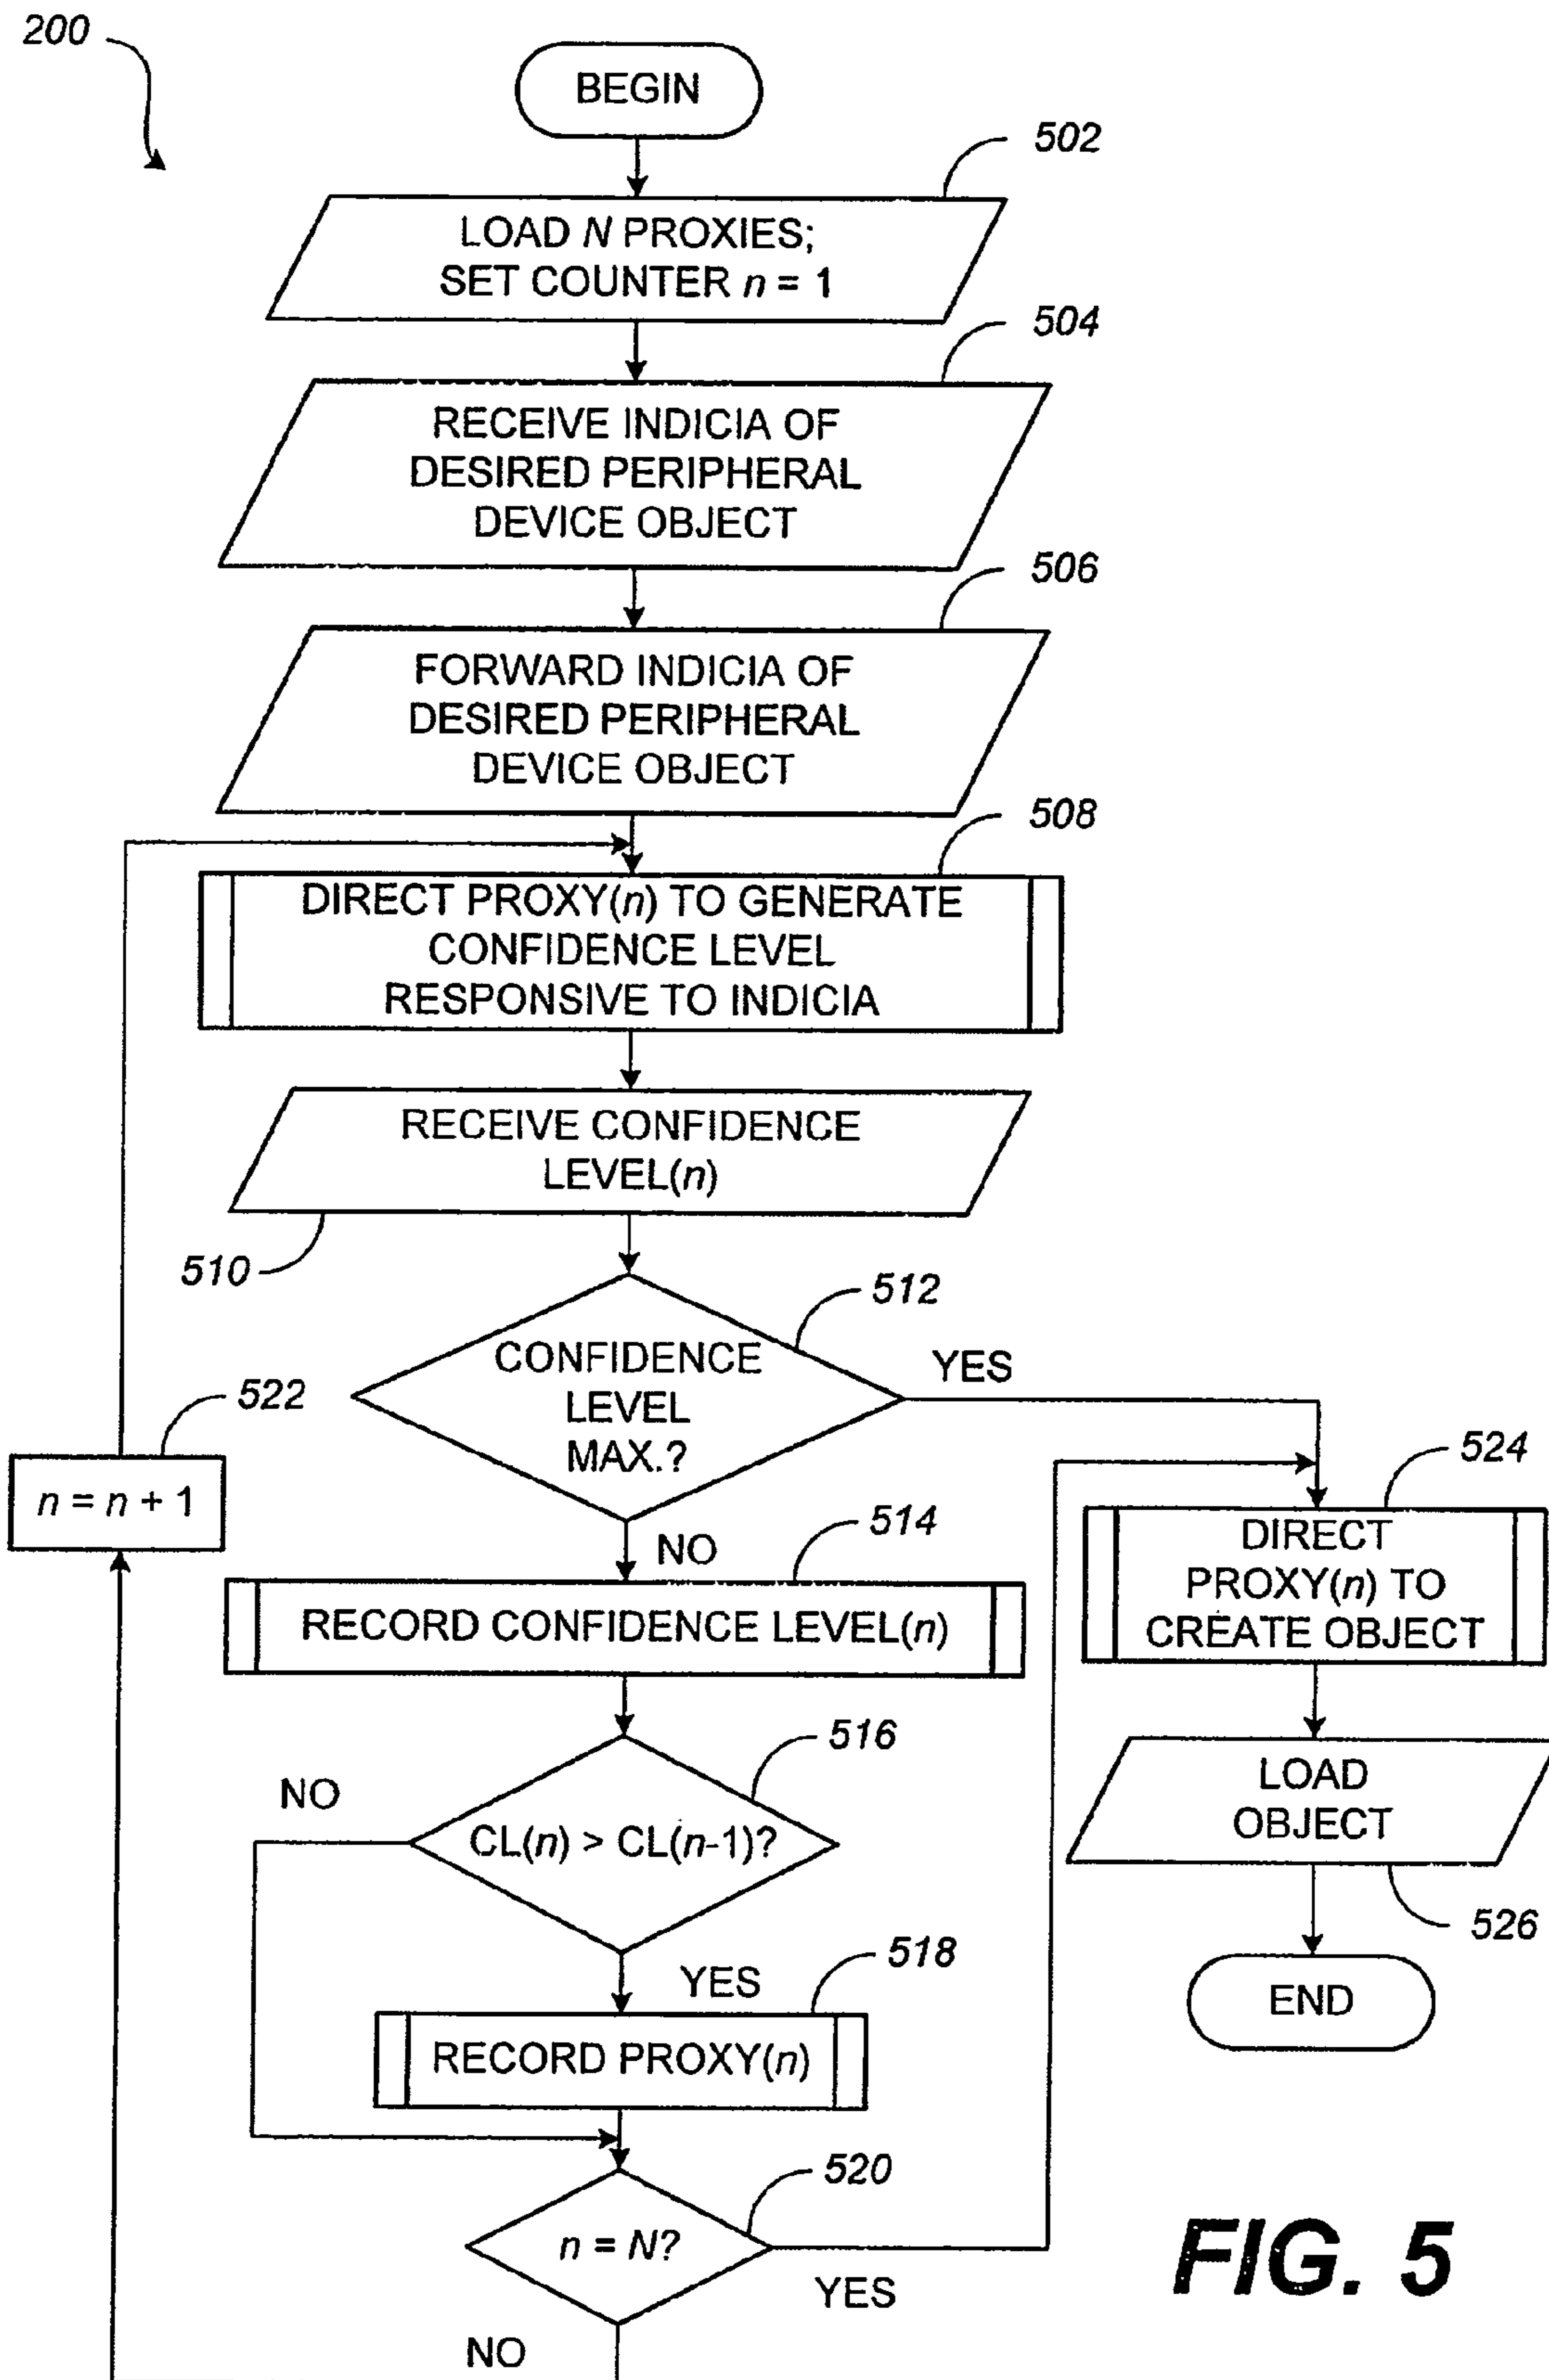 200
BEGIN
502
LOAD N PROXIES;
SET COUNTER n = 1
504
RECEIVE INDICIA OF
DESIRED PERIPHERAL
DEVICE OBJECT
506
FORWARD INDICIA OF
DESIRED PERIPHERAL
DEVICE OBJECT
508
DIRECT PROXY(n) TO GENERATE
CONFIDENCE LEVEL
RESPONSIVE TO INDICIA
RECEIVE CONFIDENCE
LEVEL(n)
510
512
CONFIDENCE
LEVEL
MAX.?
YES
522
n = n + 1
NO
514
RECORD CONFIDENCE LEVEL(n)
524
DIRECT
PROXY(n) TO
CREATE OBJECT
516
NO
CL(n) > CL(n-1)?
LOAD
OBJECT
526
YES
518
RECORD PROXY(n)
END
520
n = N?
YES
NO
FIG. 5